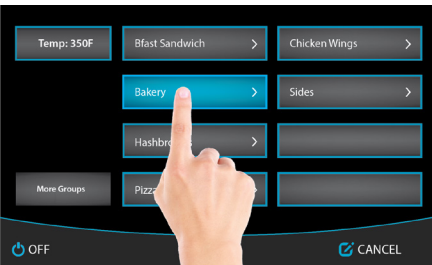 Temp: 350F
Bfast Sandwich
Chicken Wings
Bakery
Sides
More Groups
OFF
CANCEL